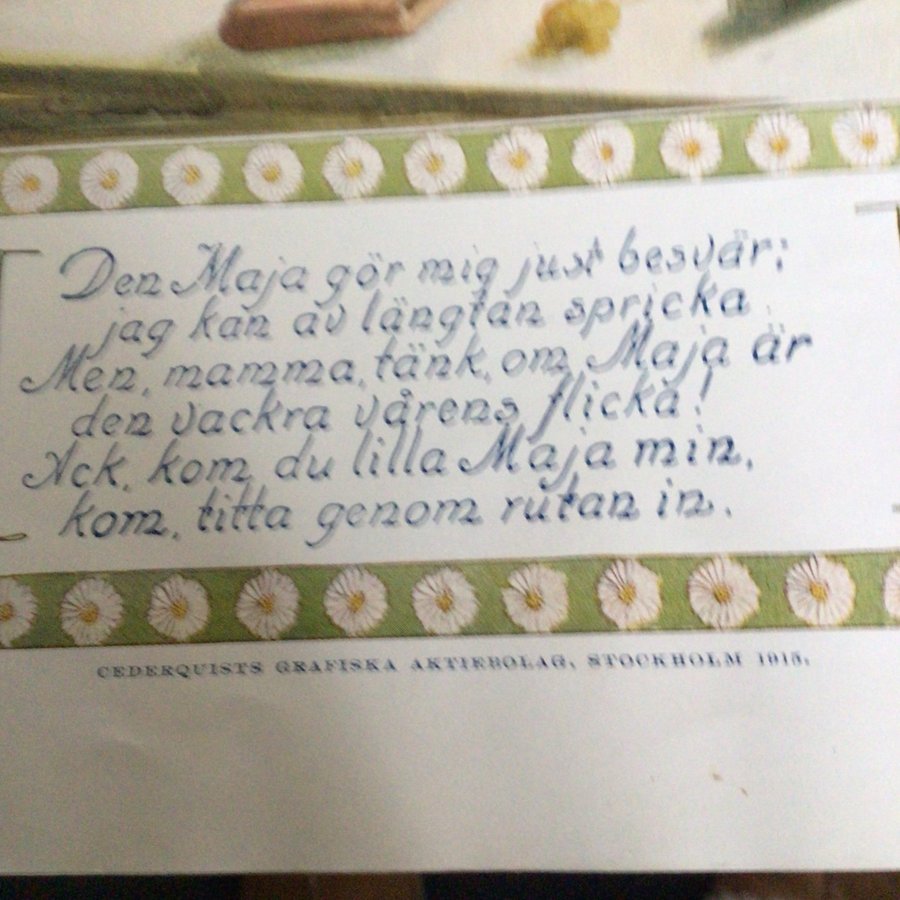 Den Maja gör mig just besvär;
jag kan av längtan spricka.
Men, mamma, tänk, om Maja är
den vackra vårens flicka!
Ack, kom, du lilla Maja min,
kom, titta genom rutan in.
CEDERQUISTS GRAFISKA AKTIEBOLAG, STOCKHOLM 1915.